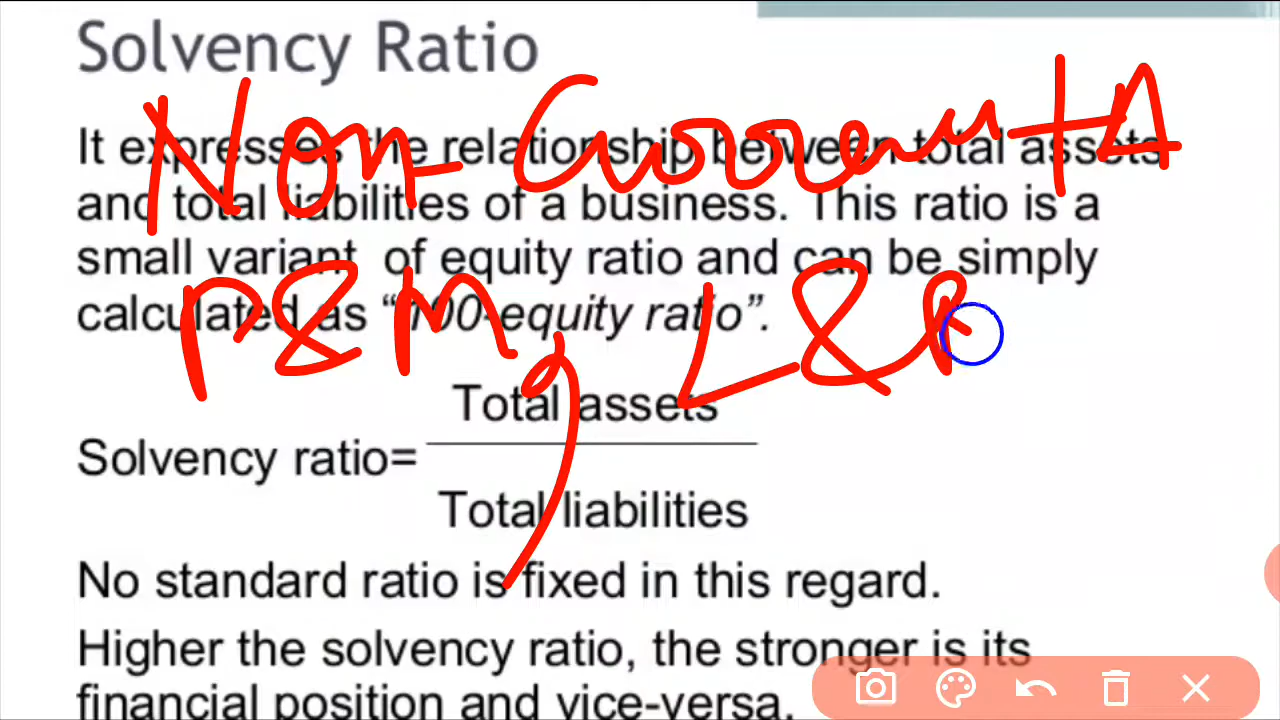 Solvency Ratio
Non-Current A
It expresses the relationship between total assets
and total liabilities of a business. This ratio is a
small variant of equity ratio and can be simply
P&M, L&B
calculated as “100-equity ratio”.
Total assets
Solvency ratio=
Total liabilities
No standard ratio is fixed in this regard.
Higher the solvency ratio, the stronger is its
financial position and vice-versa.